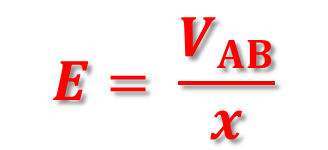 E = V_AB / x